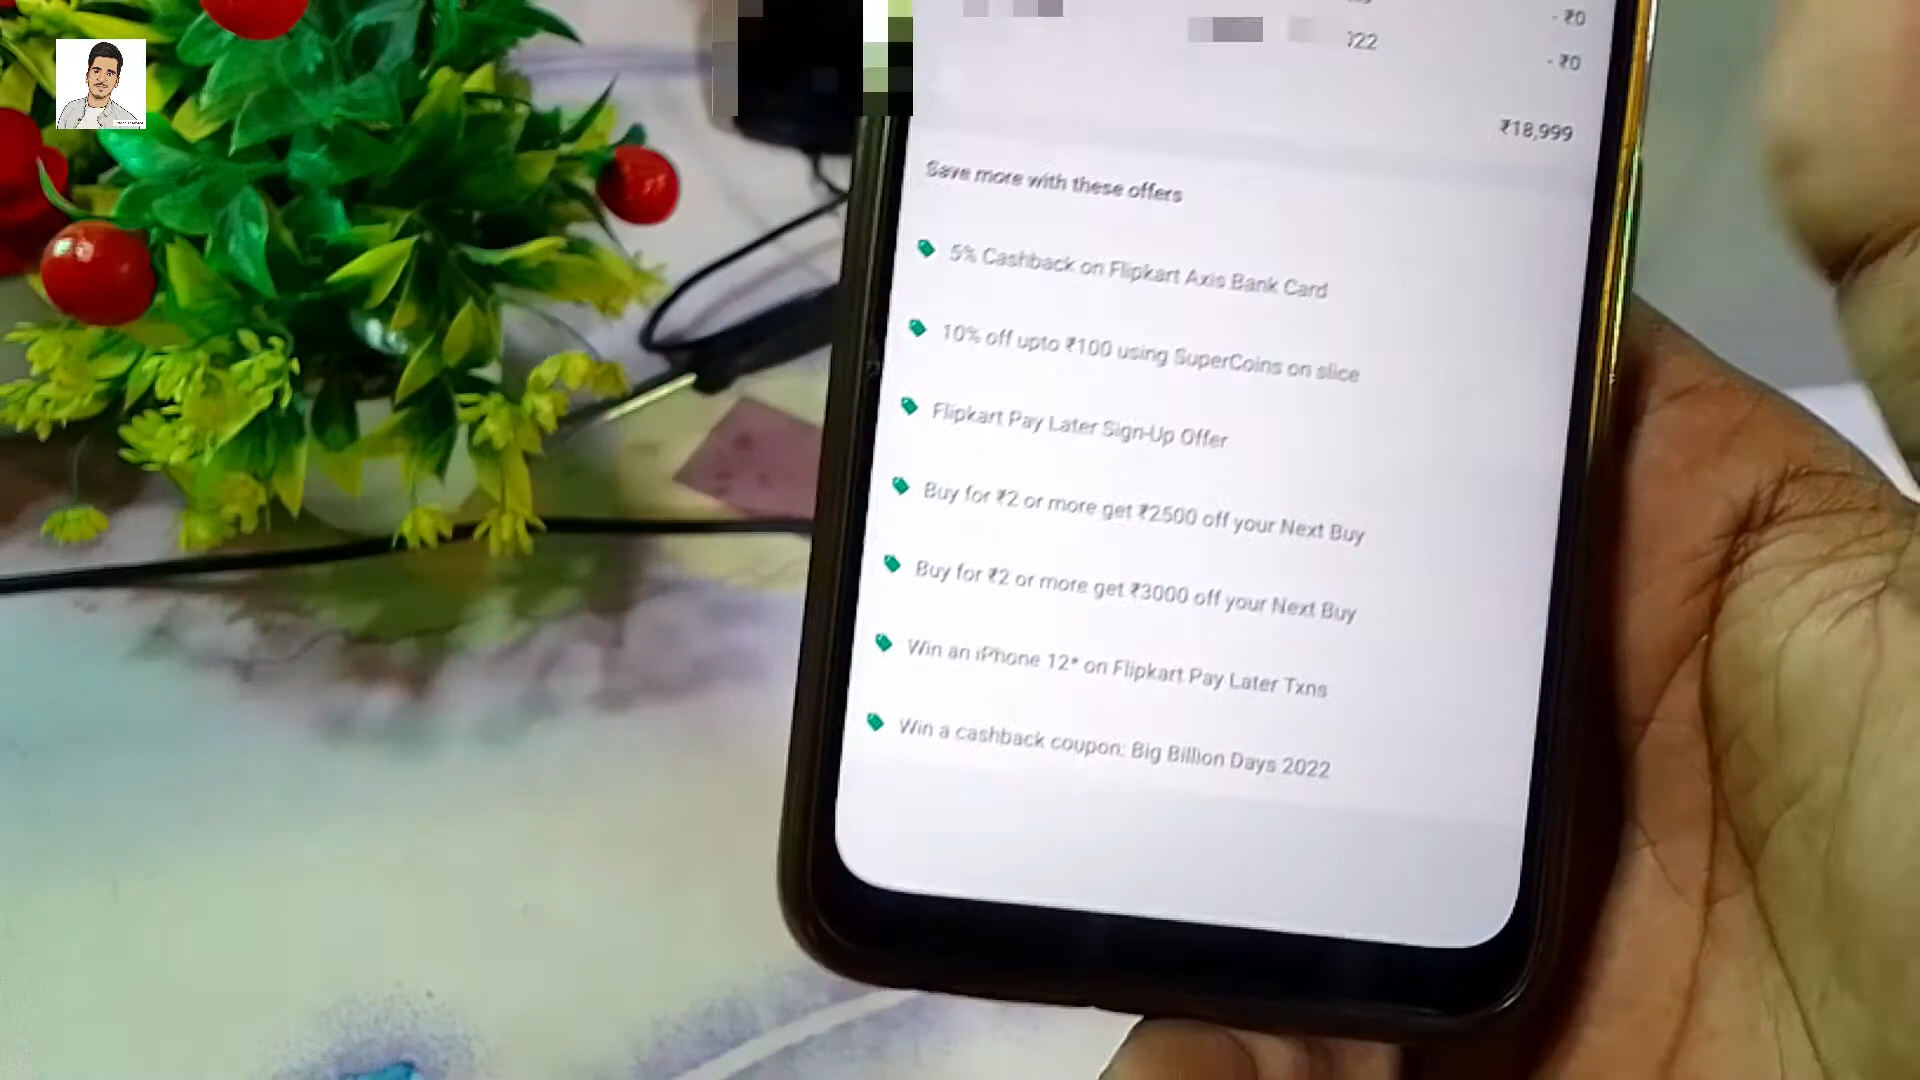 - ₹0
022
- ₹0
₹18,999
Save more with these offers
5% Cashback on Flipkart Axis Bank Card
10% off upto ₹100 using SuperCoins on slice
Flipkart Pay Later Sign-Up Offer
Buy for ₹2 or more get ₹2500 off your Next Buy
Buy for ₹2 or more get ₹3000 off your Next Buy
Win an iPhone 12* on Flipkart Pay Later Txns
Win a cashback coupon: Big Billion Days 2022